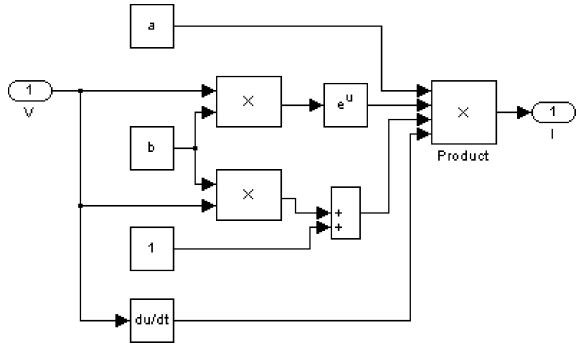 a
1
V
×
e^u
×
Product
1
I
b
×
+
+
1
du/dt